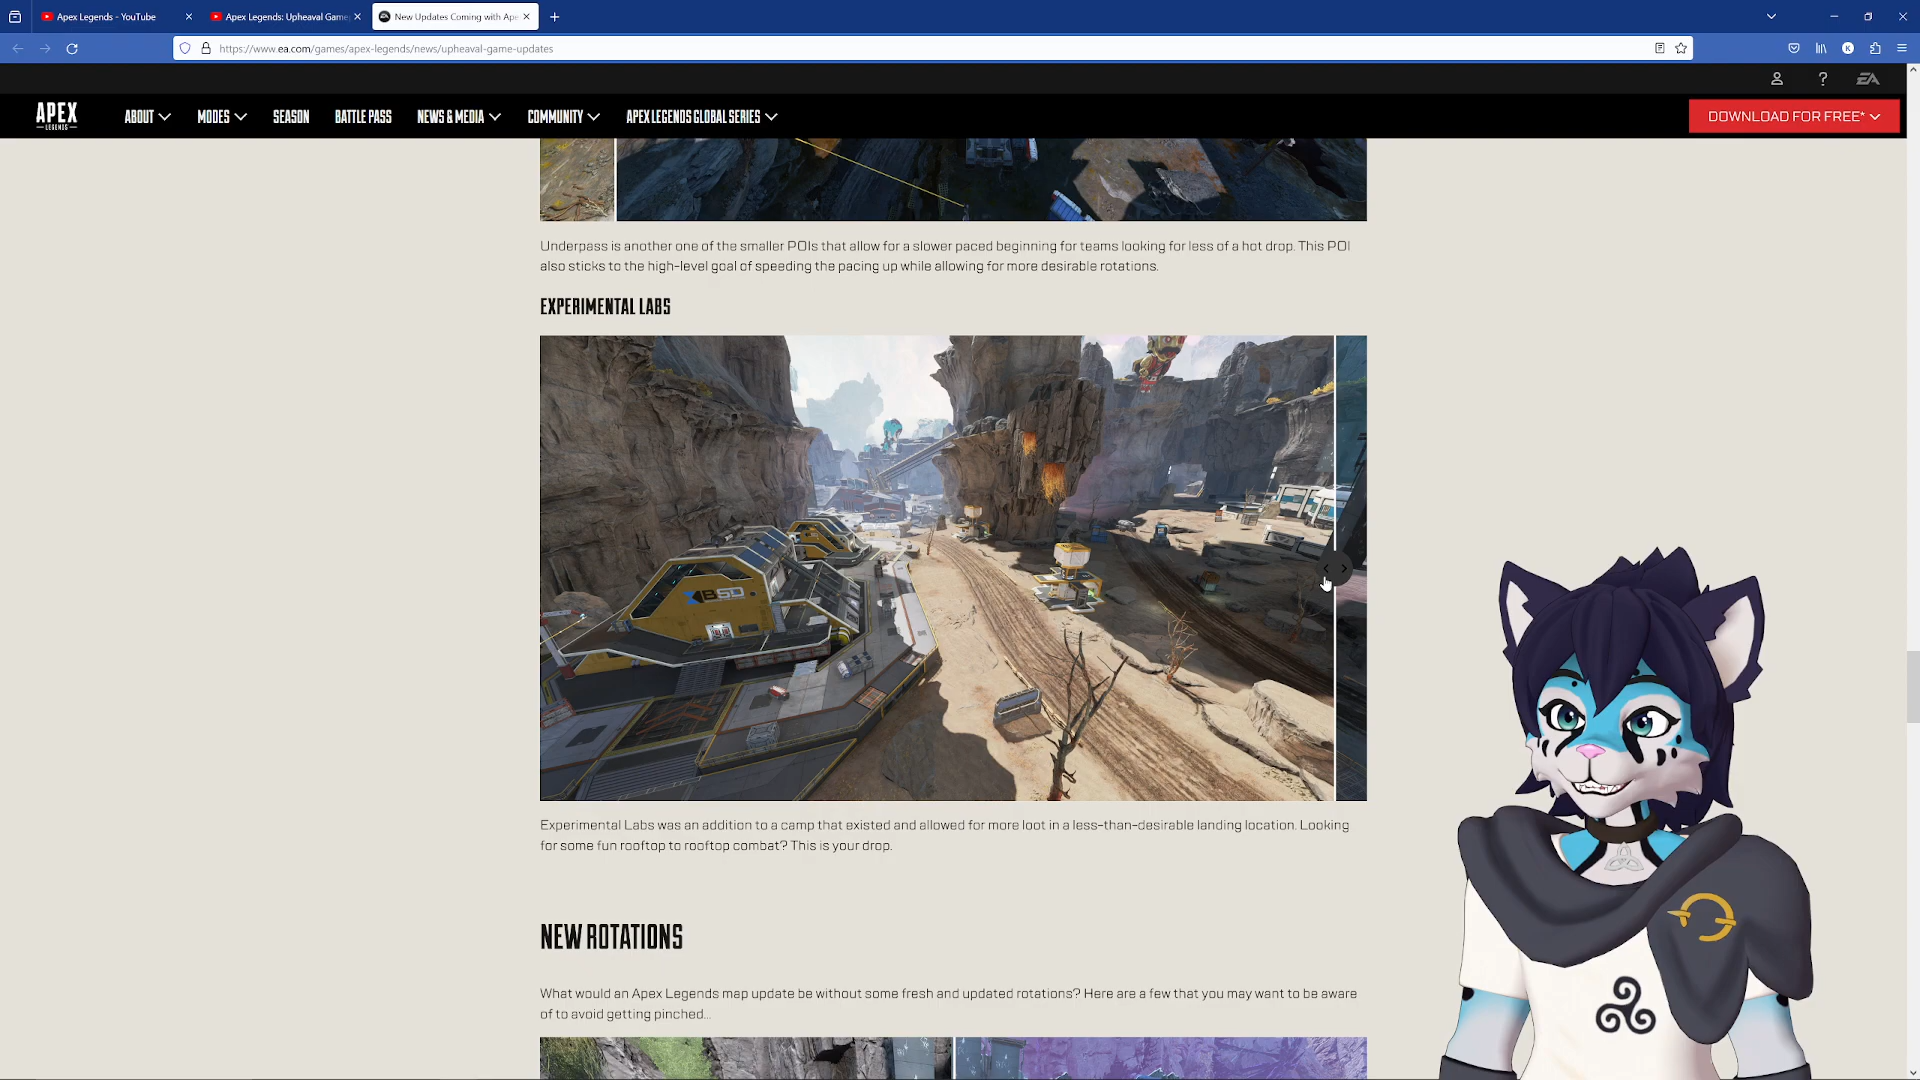 Apex Legends - YouTube
Apex Legends: Upheaval Game
New Updates Coming with Ape
https://www.ea.com/games/apex-legends/news/upheaval-game-updates
K
EA
APEX
LEGENDS
ABOUT
MODES
SEASON
BATTLE PASS
NEWS & MEDIA
COMMUNITY
APEX LEGENDS GLOBAL SERIES
DOWNLOAD FOR FREE*
Underpass is another one of the smaller POIs that allow for a slower paced beginning for teams looking for less of a hot drop. This POI
also sticks to the high-level goal of speeding the pacing up while allowing for more desirable rotations.
EXPERIMENTAL LABS
BSD
Experimental Labs was an addition to a camp that existed and allowed for more loot in a less-than-desirable landing location. Looking
for some fun rooftop to rooftop combat? This is your drop.
NEW ROTATIONS
What would an Apex Legends map update be without some fresh and updated rotations? Here are a few that you may want to be aware
of to avoid getting pinched...